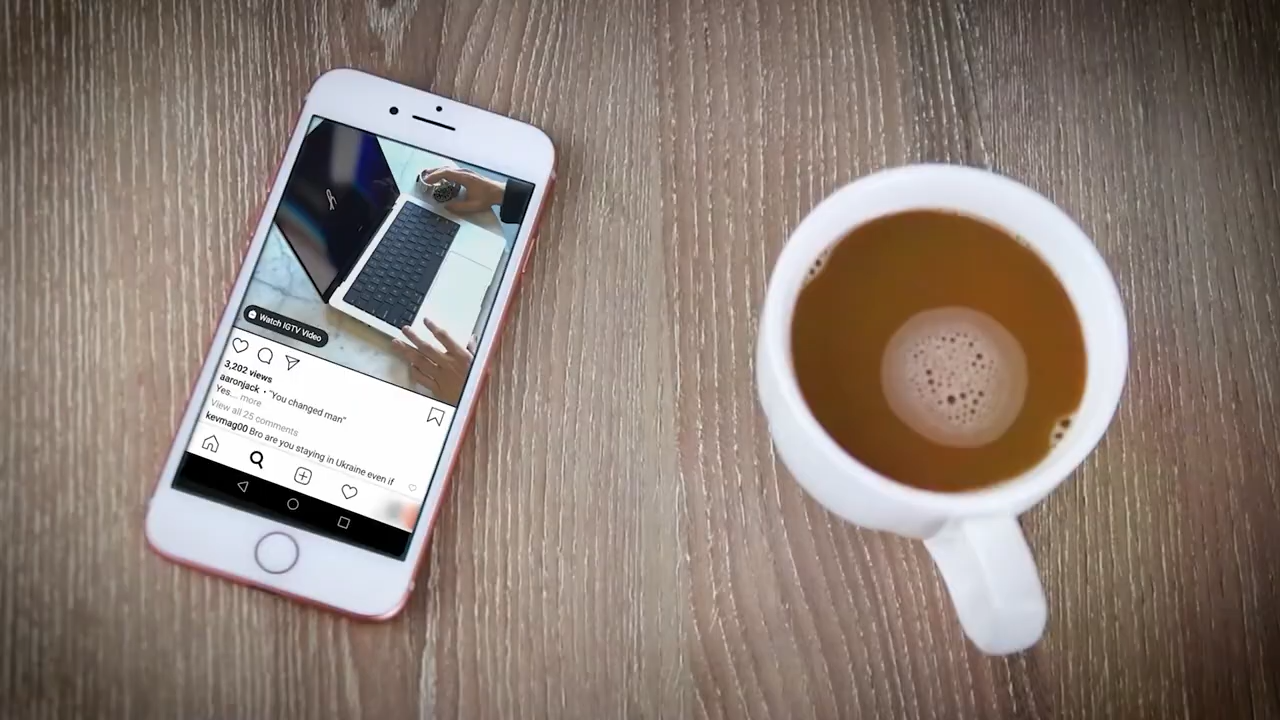 Watch IGTV Video
3,202 views
aaronjack • "You changed man"
Yes... more
View all 25 comments
kevmag00 Bro are you staying in Ukraine even if